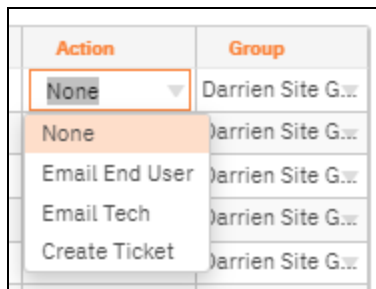 Action Group
None Darrien Site G...
None Darrien Site G...
Email End User Darrien Site G...
Email Tech Darrien Site G...
Create Ticket Darrien Site G...